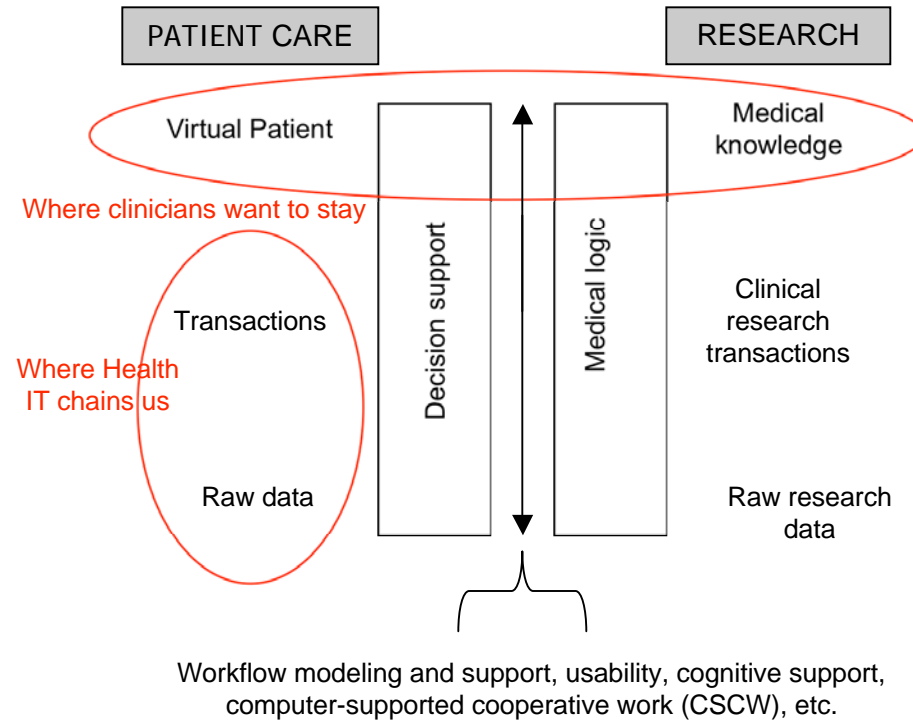 PATIENT CARE
RESEARCH
Virtual Patient
Medical
knowledge
Where clinicians want to stay
Decision support
Medical logic
Transactions
Clinical
research
transactions
Where Health
IT chains us
Raw data
Raw research
data
Workflow modeling and support, usability, cognitive support,
computer-supported cooperative work (CSCW), etc.